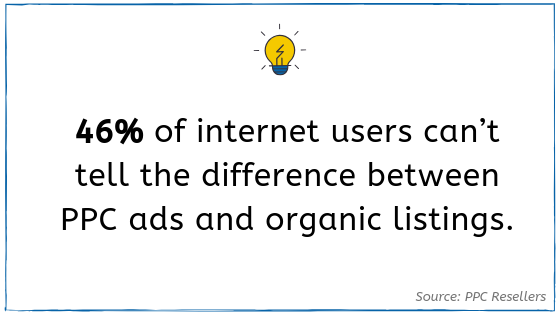 46% of internet users can’t
tell the difference between
PPC ads and organic listings.
Source: PPC Resellers